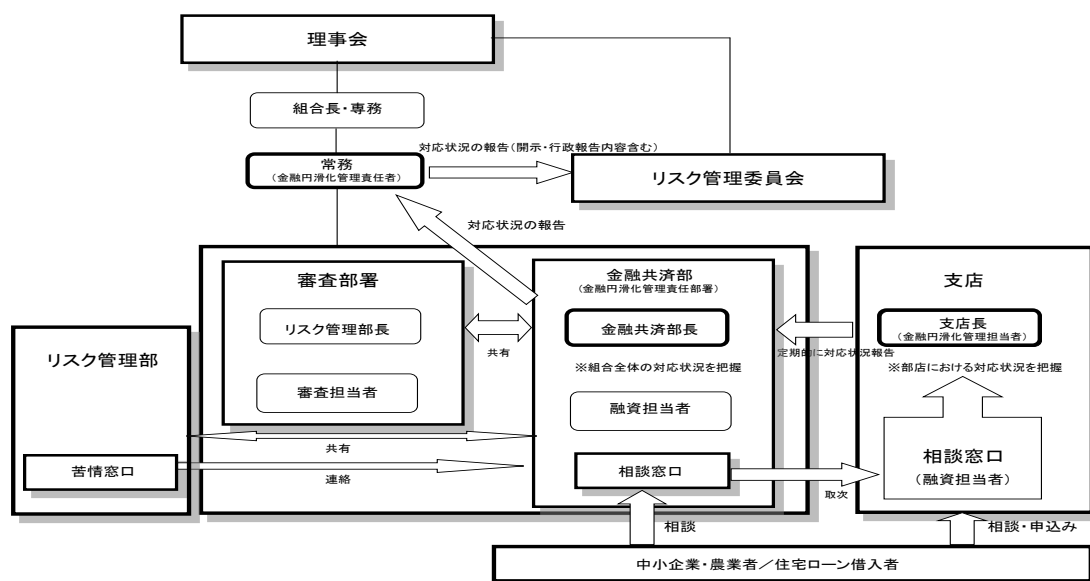 理事会
組合長・専務
対応状況の報告(開示・行政報告内容含む)
常務
(金融円滑化管理責任者)
リスク管理委員会
対応状況の報告
審査部署
リスク管理部長
審査担当者
共有
金融共済部
(金融円滑化管理責任部署)
金融共済部長
※組合全体の対応状況を把握
融資担当者
相談窓口
支店
支店長
(金融円滑化管理担当者)
定期的に対応状況報告
※部店における対応状況を把握
相談窓口
(融資担当者)
リスク管理部
苦情窓口
共有
連絡
取次
相談
相談・申込み
中小企業・農業者/住宅ローン借入者